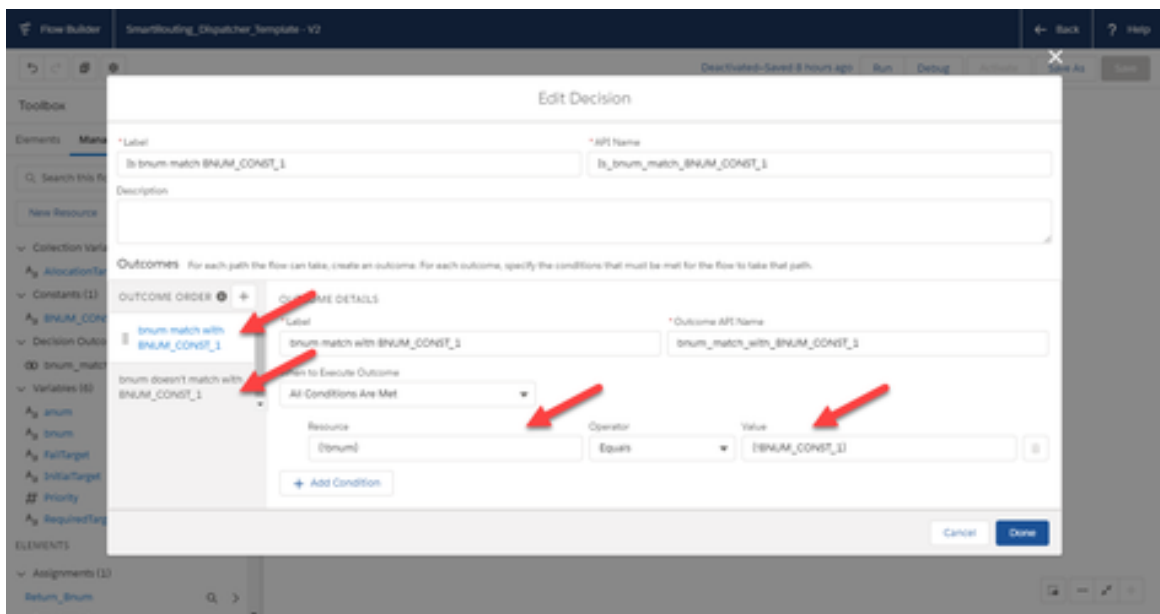 Flow Builder
SmartRouting_Dispatcher_Template - V2
Back
? Help
Deactivated–Saved 8 hours ago
Run
Debug
Activate
Save As
Save
Toolbox
Elements
Mana
Search this fl
New Resource
Collection Varia
AllocationTar
Constants (1)
BNUM_CON
Decision Outco
bnum_match
Variables (6)
anum
bnum
FailTarget
InitialTarget
Priority
RequiredTarg
ELEMENTS
Assignments (1)
Return_Bnum
Edit Decision
*Label
Is bnum match BNUM_CONST_1
*API Name
Is_bnum_match_BNUM_CONST_1
Description
Outcomes For each path the flow can take, create an outcome. For each outcome, specify the conditions that must be met for the flow to take that path.
OUTCOME ORDER
bnum match with
BNUM_CONST_1
bnum doesn't match with
BNUM_CONST_1
OUTCOME DETAILS
*Label
bnum match with BNUM_CONST_1
*Outcome API Name
bnum_match_with_BNUM_CONST_1
to Execute Outcome
All Conditions Are Met
Resource
{!bnum}
Operator
Equals
Value
{!BNUM_CONST_1}
+ Add Condition
Cancel
Done